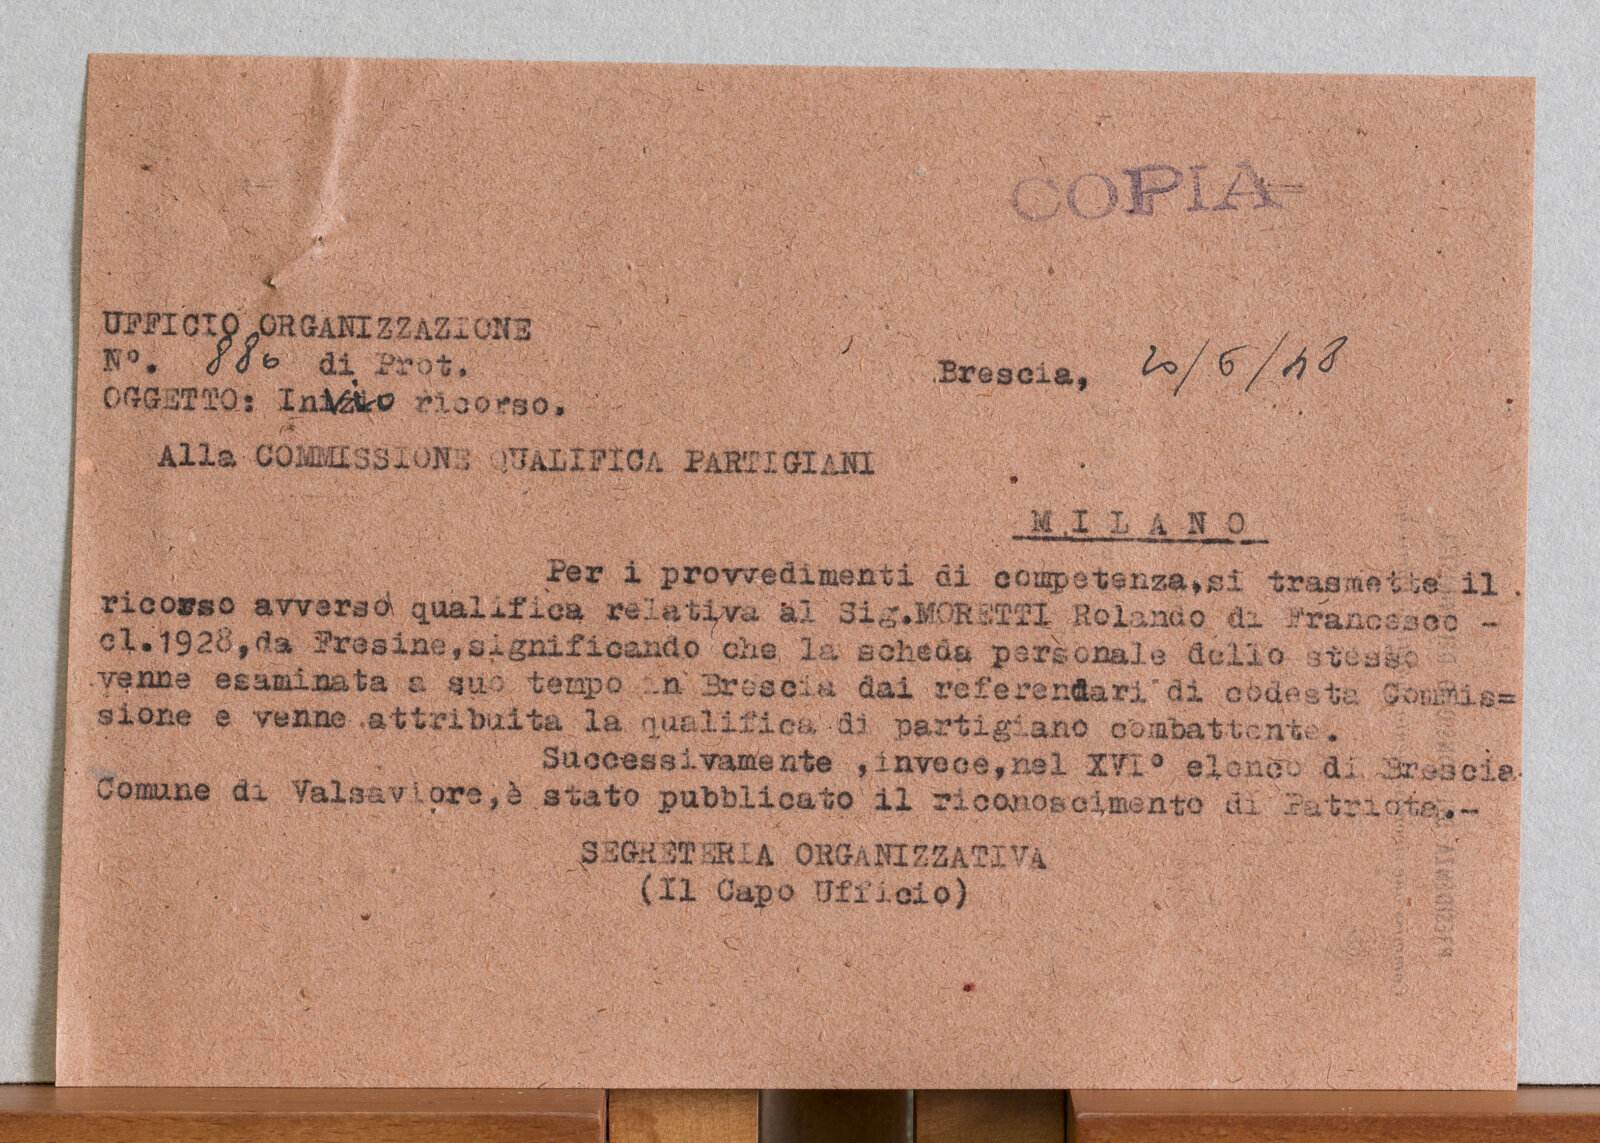 COPIA
UFFICIO ORGANIZZAZIONE
N°. 880 di Prot.
Brescia, 20/6/48
OGGETTO: Invio ricorso.
Alla COMMISSIONE QUALIFICA PARTIGIANI
MILANO
Per i provvedimenti di competenza,si trasmette il
ricorso avverso qualifica relativa al Sig.MORETTI Rolando di Francesco -
cl.1928,da Fresine,significando che la scheda personale dello stesso
venne esaminata a suo tempo in Brescia dai referendari di codesta Commis=
sione e venne attribuita la qualifica di partigiano combattente.
Successivamente ,invece,nel XVI° elenco di Brescia
Comune di Valsaviore,è stato pubblicato il riconoscimento di Patriota.-
SEGRETERIA ORGANIZZATIVA
(Il Capo Ufficio)